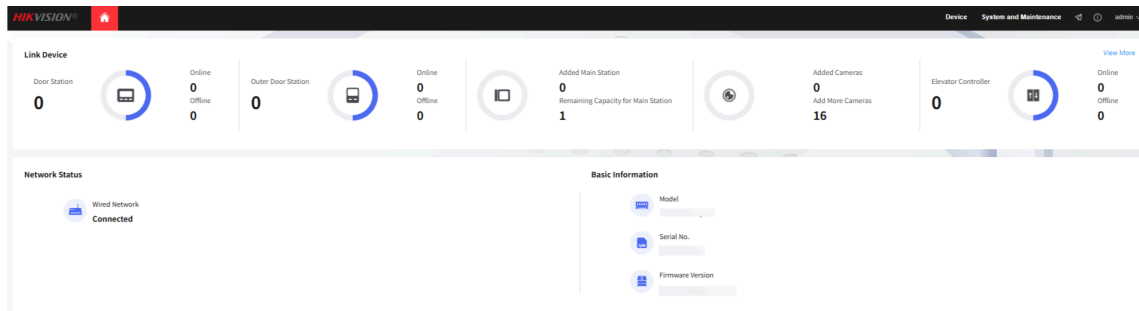 HIKVISION®
Device System and Maintenance admin
Link Device
View More
Door Station
0
Online
0
Offline
0
Outer Door Station
0
Online
0
Offline
0
Added Main Station
0
Remaining Capacity for Main Station
1
Added Cameras
0
Add More Cameras
16
Elevator Controller
0
Online
0
Offline
0
Network Status
Wired Network
Connected
Basic Information
Model
Serial No.
Firmware Version